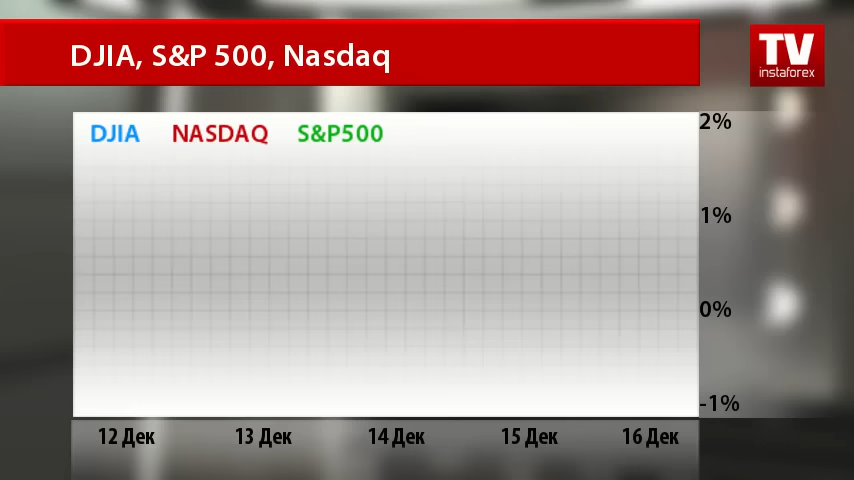 DJIA, S&P 500, Nasdaq
TV
instaforex
DJIA NASDAQ S&P500
2%
1%
0%
-1%
12 Дек 13 Дек 14 Дек 15 Дек 16 Дек